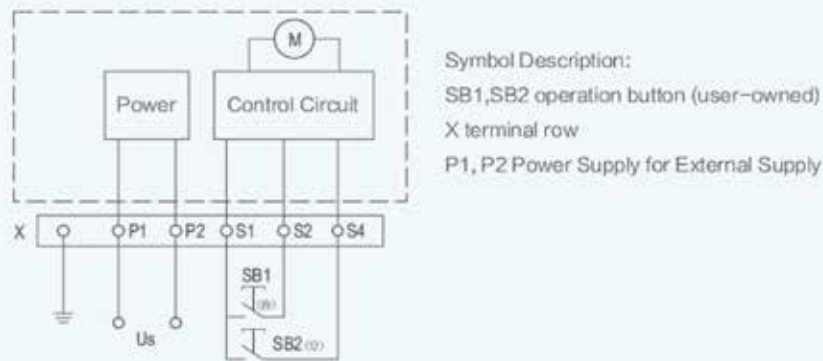 M
Power
Control Circuit
Symbol Description:
SB1,SB2 operation button (user-owned)
X terminal row
P1, P2 Power Supply for External Supply
X
P1
P2
S1
S2
S4
SB1
Us
SB2